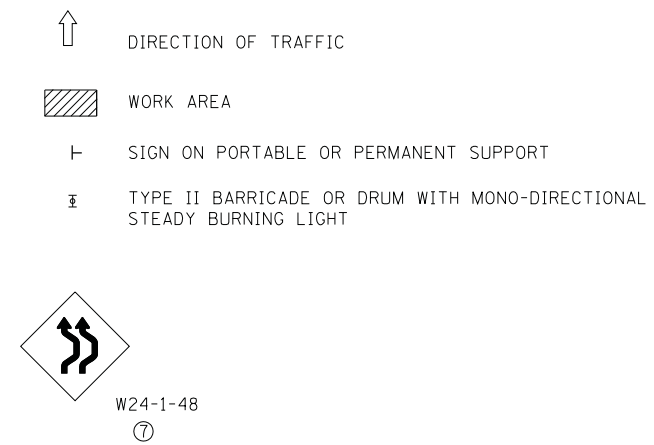 DIRECTION OF TRAFFIC
WORK AREA
SIGN ON PORTABLE OR PERMANENT SUPPORT
TYPE II BARRICADE OR DRUM WITH MONO-DIRECTIONAL
STEADY BURNING LIGHT
W24-1-48
7